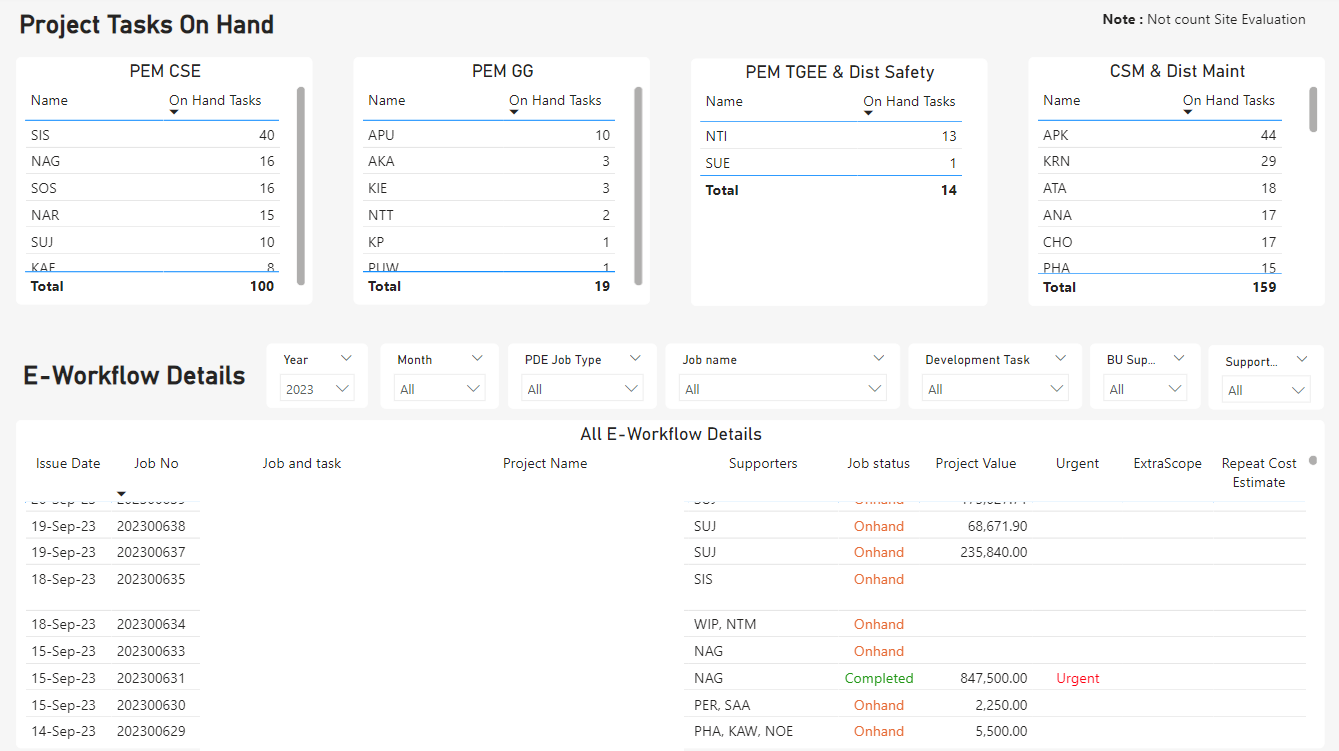 Project Tasks On Hand
Note : Not count Site Evaluation
PEM CSE
Name On Hand Tasks
SIS 40
NAG 16
SOS 16
NAR 15
SUJ 10
KAE 8
Total 100
PEM GG
Name On Hand Tasks
APU 10
AKA 3
KIE 3
NTT 2
KP 1
PUW 1
Total 19
PEM TGEE & Dist Safety
Name On Hand Tasks
NTI 13
SUE 1
Total 14
CSM & Dist Maint
Name On Hand Tasks
APK 44
KRN 29
ATA 18
ANA 17
CHO 17
PHA 15
Total 159
E-Workflow Details
Year
2023
Month
All
PDE Job Type
All
Job name
All
Development Task
All
BU Sup...
All
Support...
All
All E-Workflow Details
Issue Date Job No Job and task Project Name Supporters Job status Project Value Urgent ExtraScope Repeat Cost
Estimate
19-Sep-23 202300638 SUJ Onhand 68,671.90
19-Sep-23 202300637 SUJ Onhand 235,840.00
18-Sep-23 202300635 SIS Onhand
18-Sep-23 202300634 WIP, NTM Onhand
15-Sep-23 202300633 NAG Onhand
15-Sep-23 202300631 NAG Completed 847,500.00 Urgent
15-Sep-23 202300630 PER, SAA Onhand 2,250.00
14-Sep-23 202300629 PHA, KAW, NOE Onhand 5,500.00